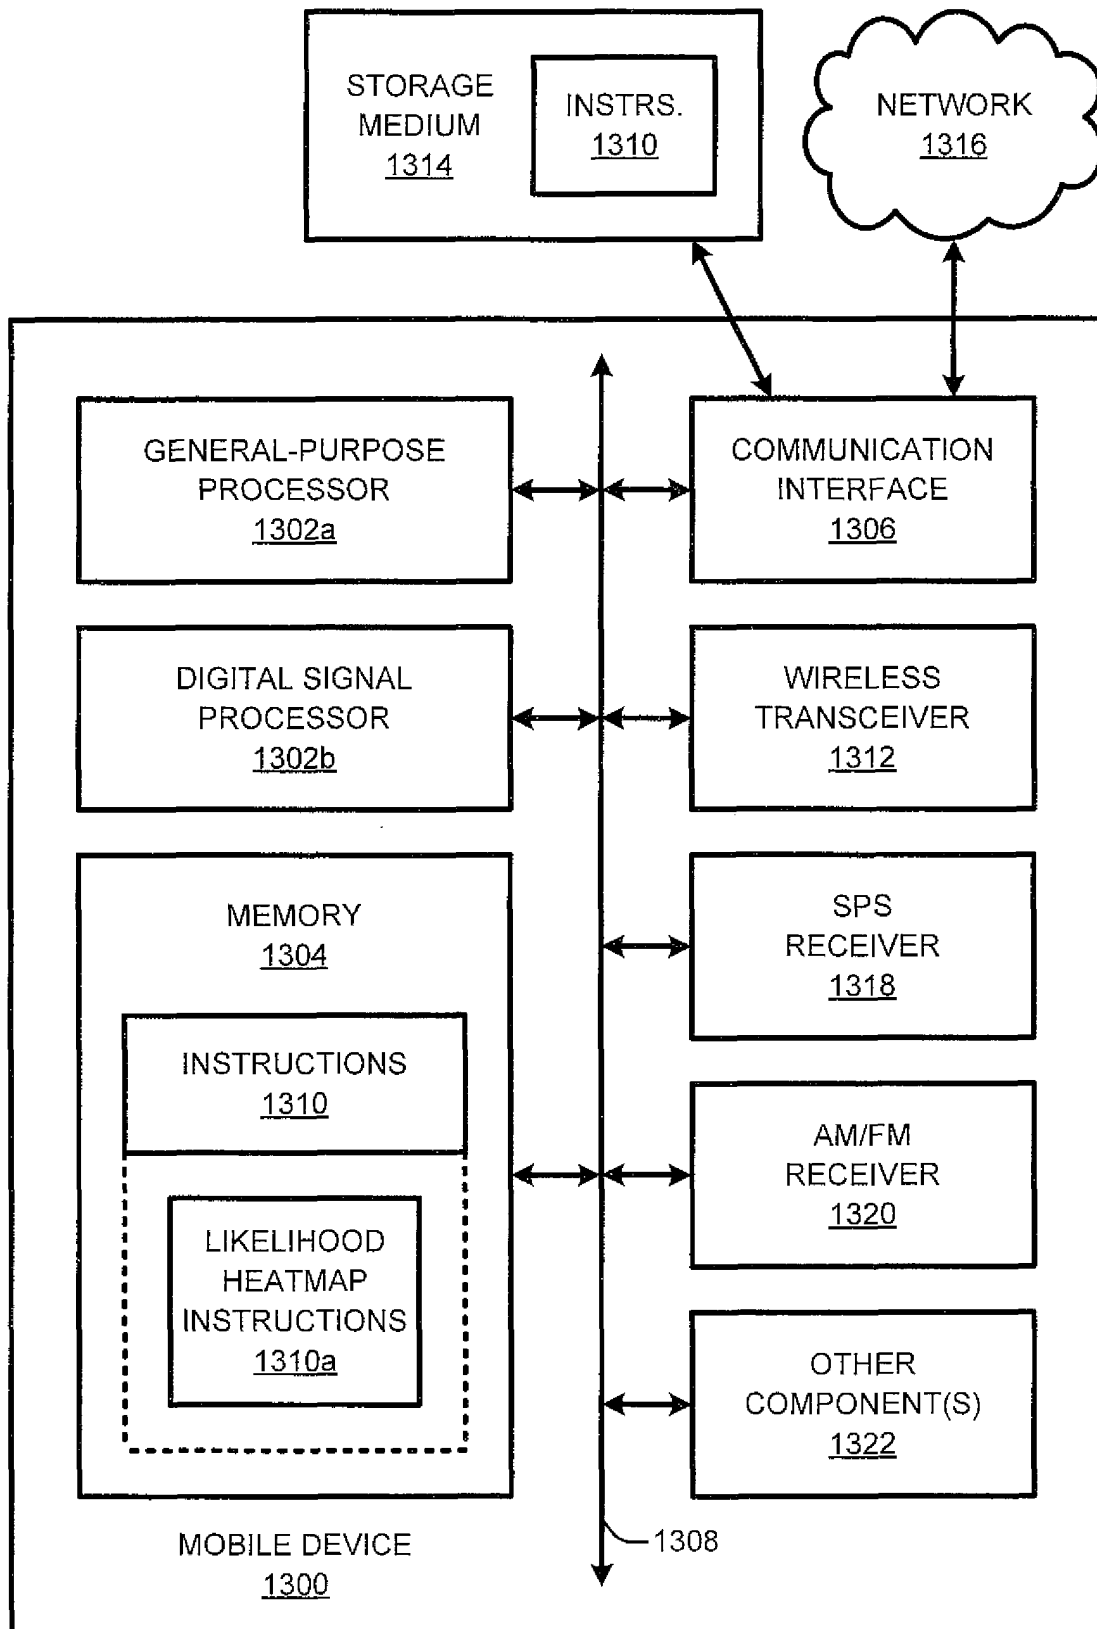 STORAGE
MEDIUM
1314
INSTRS.
1310
NETWORK
1316
GENERAL-PURPOSE
PROCESSOR
1302a
COMMUNICATION
INTERFACE
1306
DIGITAL SIGNAL
PROCESSOR
1302b
WIRELESS
TRANSCEIVER
1312
MEMORY
1304
SPS
RECEIVER
1318
INSTRUCTIONS
1310
AM/FM
RECEIVER
1320
LIKELIHOOD
HEATMAP
INSTRUCTIONS
1310a
OTHER
COMPONENT(S)
1322
1308
MOBILE DEVICE
1300